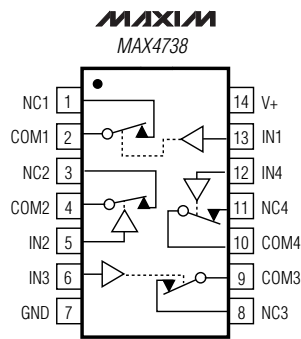 MAXIM
MAX4738
NC1 1
COM1 2
NC2 3
COM2 4
IN2 5
IN3 6
GND 7
14 V+
13 IN1
12 IN4
11 NC4
10 COM4
9 COM3
8 NC3